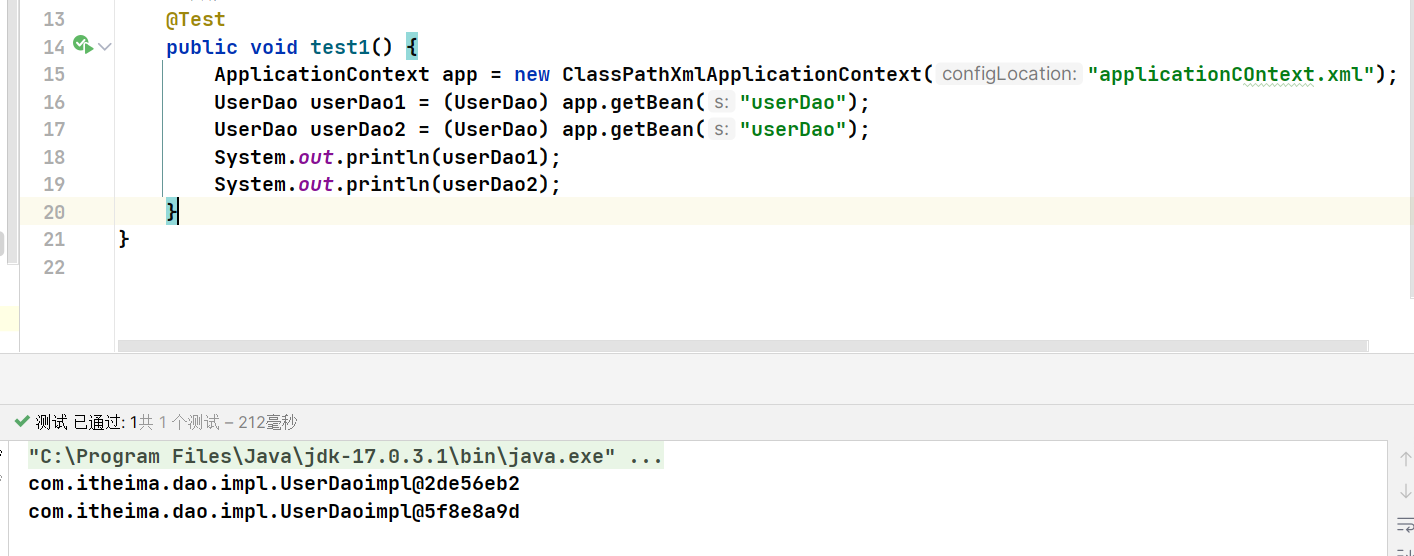 13 @Test
14 public void test1() {
15 ApplicationContext app = new ClassPathXmlApplicationContext( configLocation: "applicationCOntext.xml");
16 UserDao userDao1 = (UserDao) app.getBean( s: "userDao");
17 UserDao userDao2 = (UserDao) app.getBean( s: "userDao");
18 System.out.println(userDao1);
19 System.out.println(userDao2);
20 }
21 }
22
测试 已通过: 1共 1 个测试 – 212毫秒
"C:\Program Files\Java\jdk-17.0.3.1\bin\java.exe" ...
com.itheima.dao.impl.UserDaoimpl@2de56eb2
com.itheima.dao.impl.UserDaoimpl@5f8e8a9d